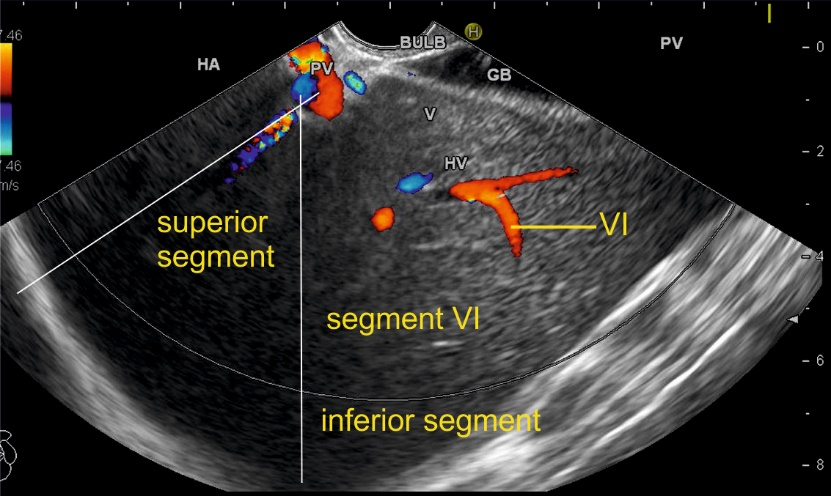 7.46
7.46
m/s
HA
PV
BULB
H
GB
PV
V
HV
VI
superior
segment
segment VI
inferior segment
0
2
4
6
8